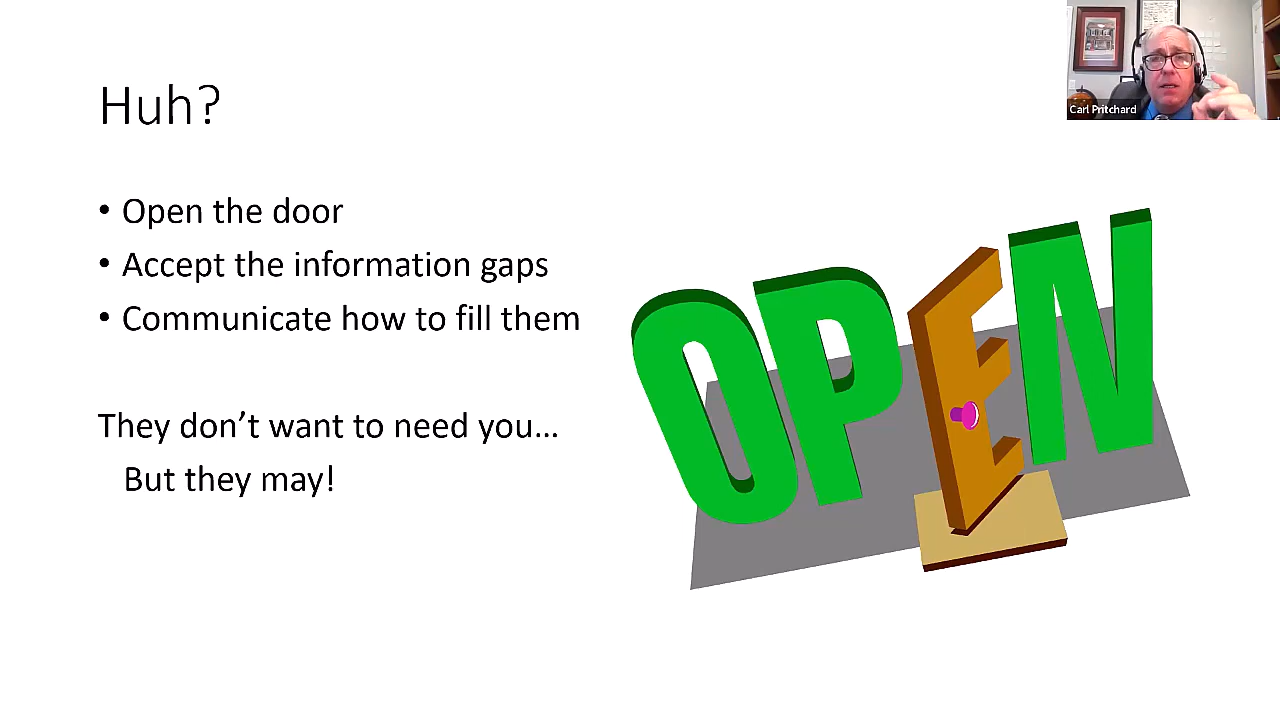 Huh?
Carl Pritchard
• Open the door
• Accept the information gaps
• Communicate how to fill them
They don’t want to need you…
But they may!
OPEN